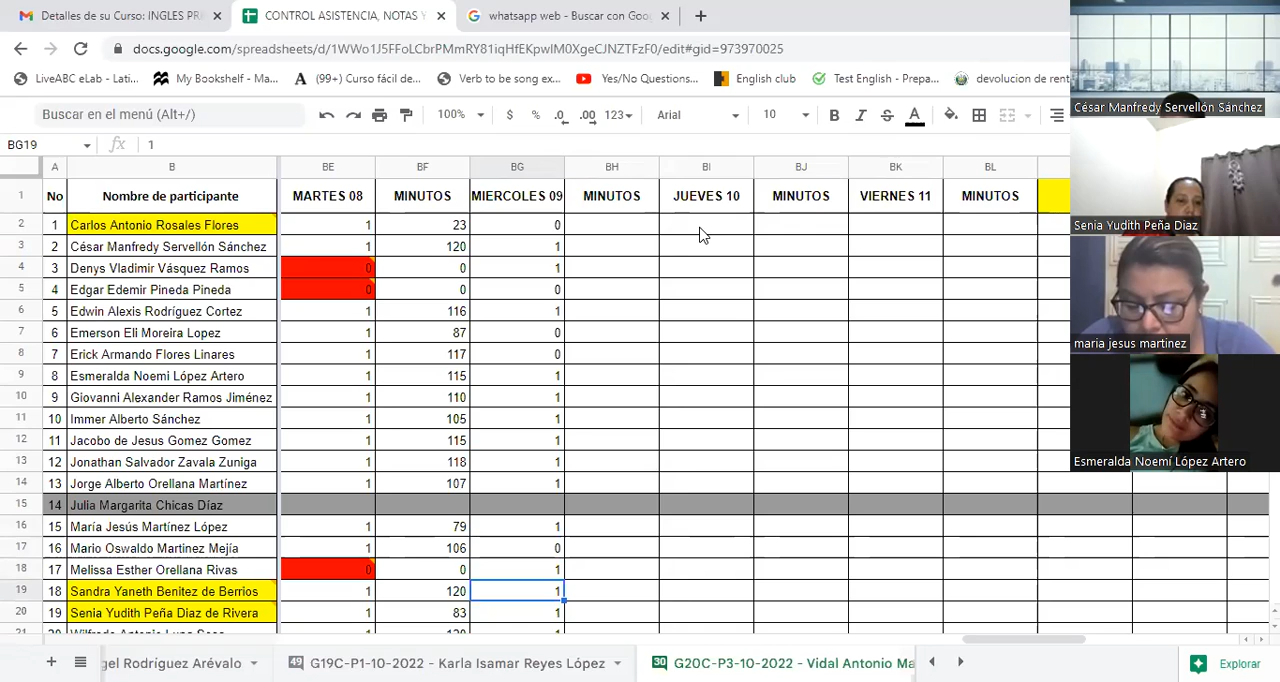 Detalles de su Curso: INGLES PRI
CONTROL ASISTENCIA, NOTAS Y
whatsapp web - Buscar con Goo
docs.google.com/spreadsheets/d/1WWo1J5FFoLCbrPMmRY81iqHfEKpwIM0XgeCJNZTFzF0/edit#gid=973970025
LiveABC eLab - Lati...
My Bookshelf - Ma...
(99+) Curso fácil de...
Verb to be song ex...
Yes/No Questions...
English club
Test English - Prepa...
devolucion de rent
Buscar en el menú (Alt+/)
100%
$
%
.0
.00
123
Arial
10
B
I
S
A
BG19
fx
1
A B BE BF BG BH BI BJ BK BL
1 No Nombre de participante MARTES 08 MINUTOS MIERCOLES 09 MINUTOS JUEVES 10 MINUTOS VIERNES 11 MINUTOS
2 1 Carlos Antonio Rosales Flores 1 23 0
3 2 César Manfredy Servellón Sánchez 1 120 1
4 3 Denys Vladimir Vásquez Ramos 0 0 1
5 4 Edgar Edemir Pineda Pineda 0 0 0
6 5 Edwin Alexis Rodríguez Cortez 1 116 1
7 6 Emerson Eli Moreira Lopez 1 87 0
8 7 Erick Armando Flores Linares 1 117 0
9 8 Esmeralda Noemi López Artero 1 115 1
10 9 Giovanni Alexander Ramos Jiménez 1 110 1
11 10 Immer Alberto Sánchez 1 105 1
12 11 Jacobo de Jesus Gomez Gomez 1 115 1
13 12 Jonathan Salvador Zavala Zuniga 1 118 1
14 13 Jorge Alberto Orellana Martínez 1 107 1
15 14 Julia Margarita Chicas Díaz
16 15 María Jesús Martínez López 1 79 1
17 16 Mario Oswaldo Martinez Mejía 1 106 0
18 17 Melissa Esther Orellana Rivas 0 0 1
19 18 Sandra Yaneth Benitez de Berrios 1 120 1
20 19 Senia Yudith Peña Diaz de Rivera 1 83 1
21
gel Rodríguez Arévalo
49 G19C-P1-10-2022 - Karla Isamar Reyes López
30 G20C-P3-10-2022 - Vidal Antonio Ma
Explorar
César Manfredy Servellón Sánchez
Senia Yudith Peña Diaz
maria jesus martinez
Esmeralda Noemí López Artero